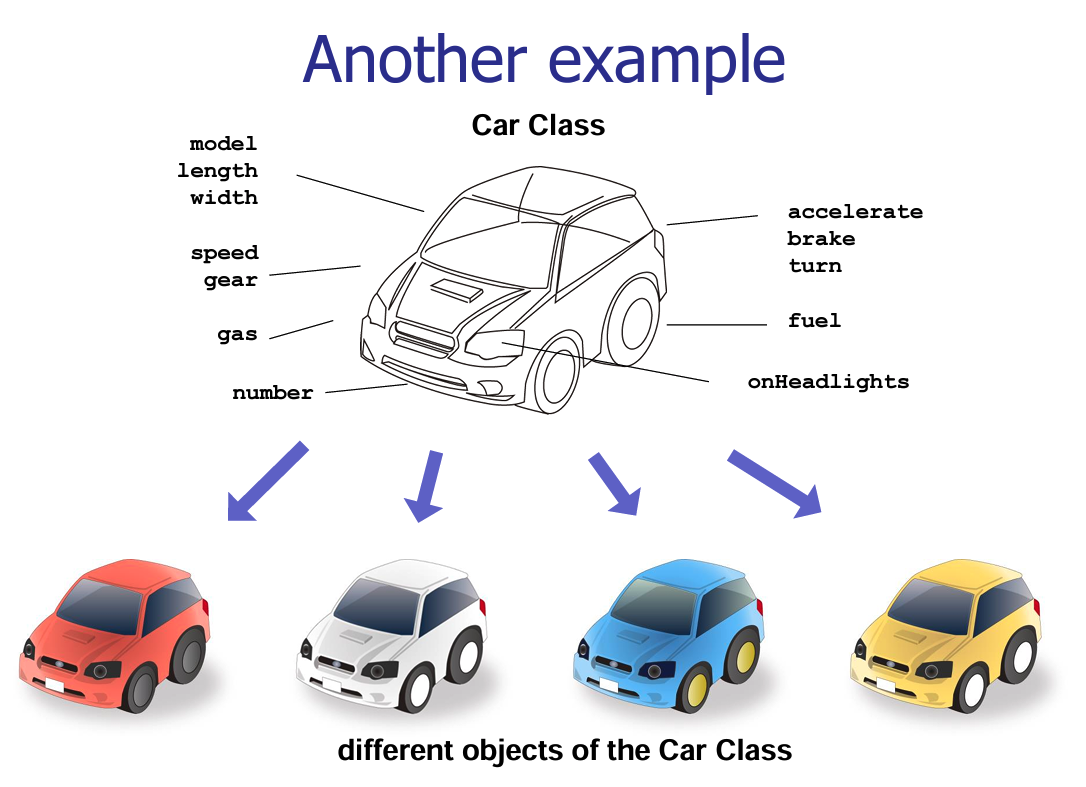 Another example
Car Class
model
length
width
speed
gear
gas
number
accelerate
brake
turn
fuel
onHeadlights
different objects of the Car Class